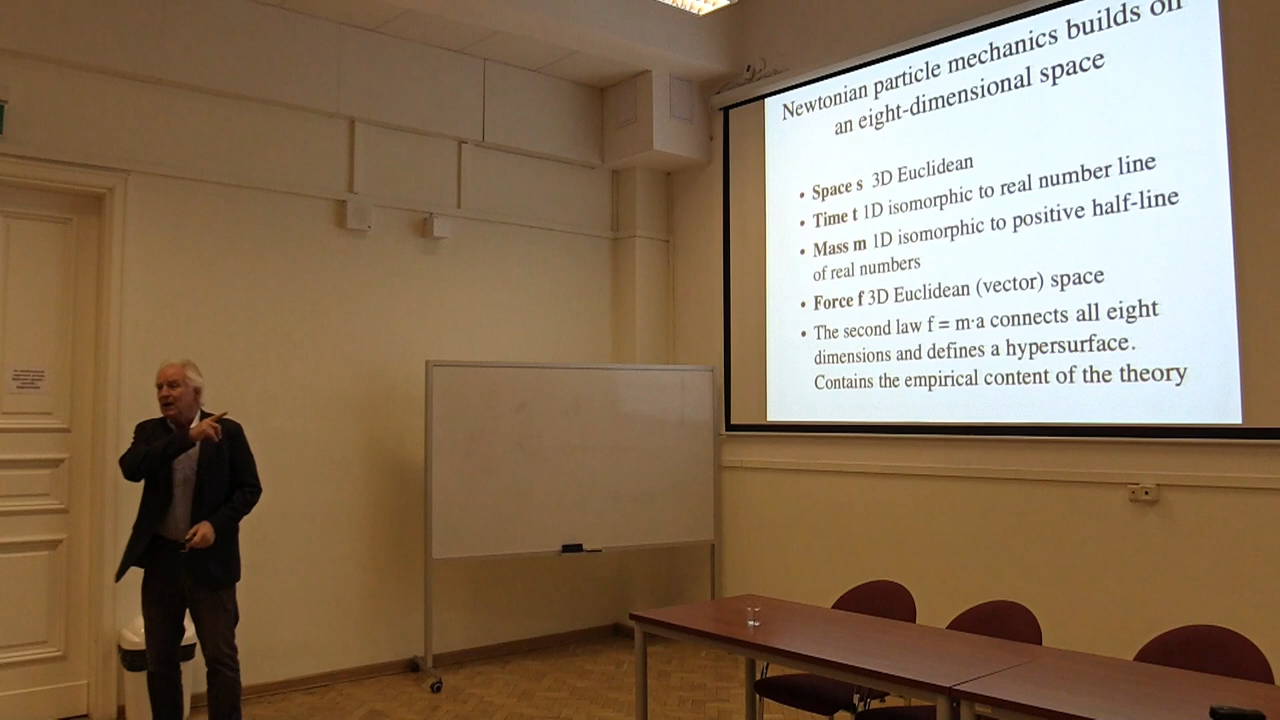 Newtonian particle mechanics builds on
an eight-dimensional space
• Space s 3D Euclidean
• Time t 1D isomorphic to real number line
• Mass m 1D isomorphic to positive half-line
of real numbers
• Force f 3D Euclidean (vector) space
• The second law f = m·a connects all eight
dimensions and defines a hypersurface.
Contains the empirical content of the theory